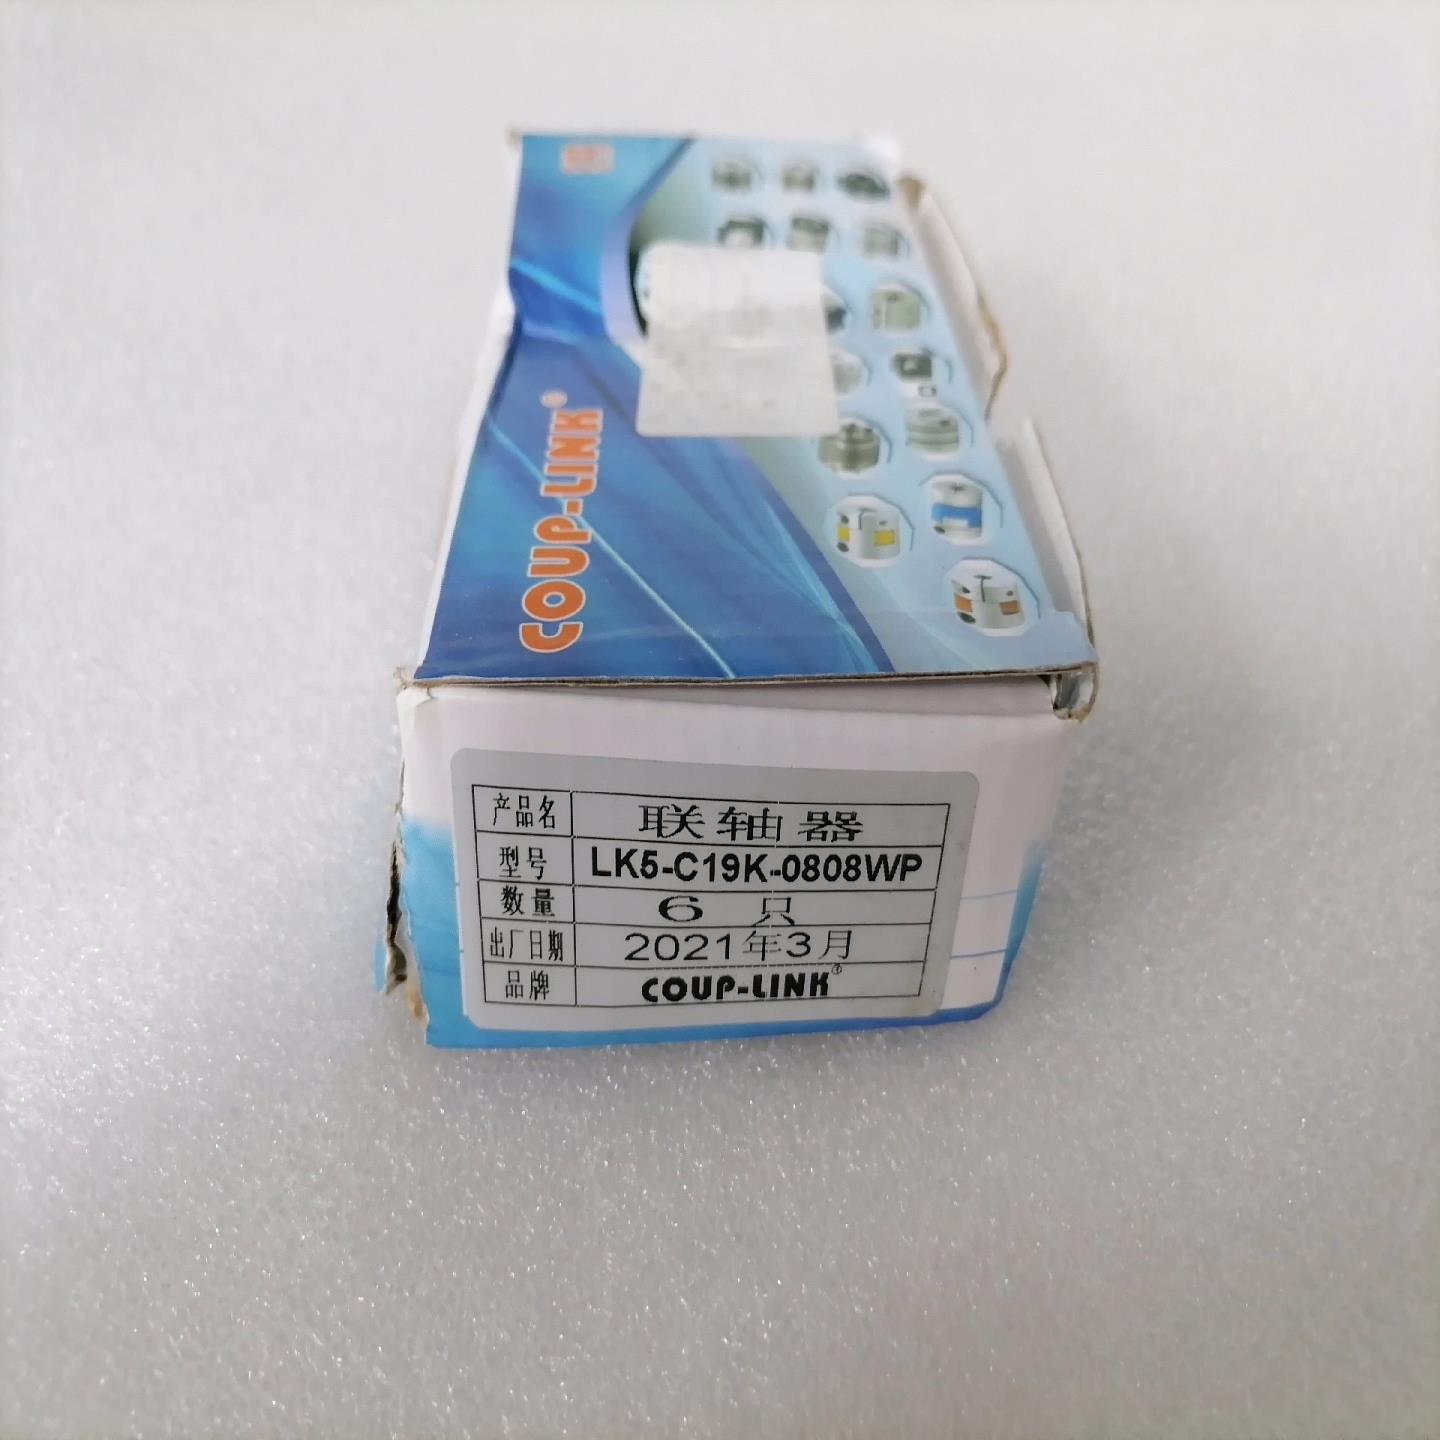 COUP-LINK®
产品名 联轴器
型号 LK5-C19K-0808WP
数量 6 只
出厂日期 2021年3月
品牌 COUP-LINK®